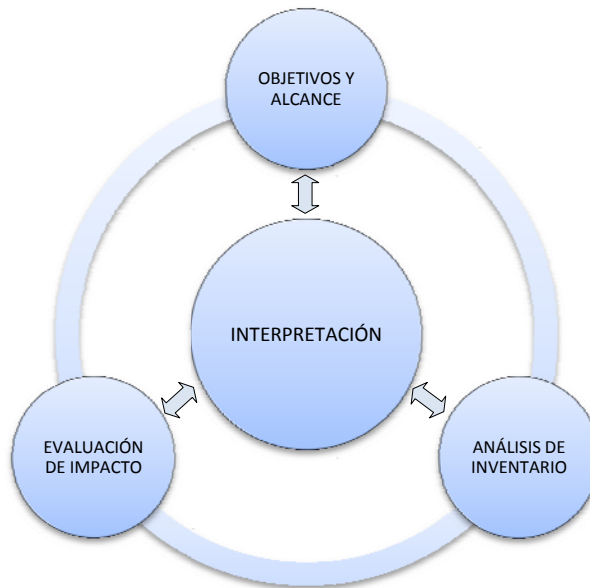 OBJETIVOS Y
ALCANCE
INTERPRETACIÓN
EVALUACIÓN
DE IMPACTO
ANÁLISIS DE
INVENTARIO